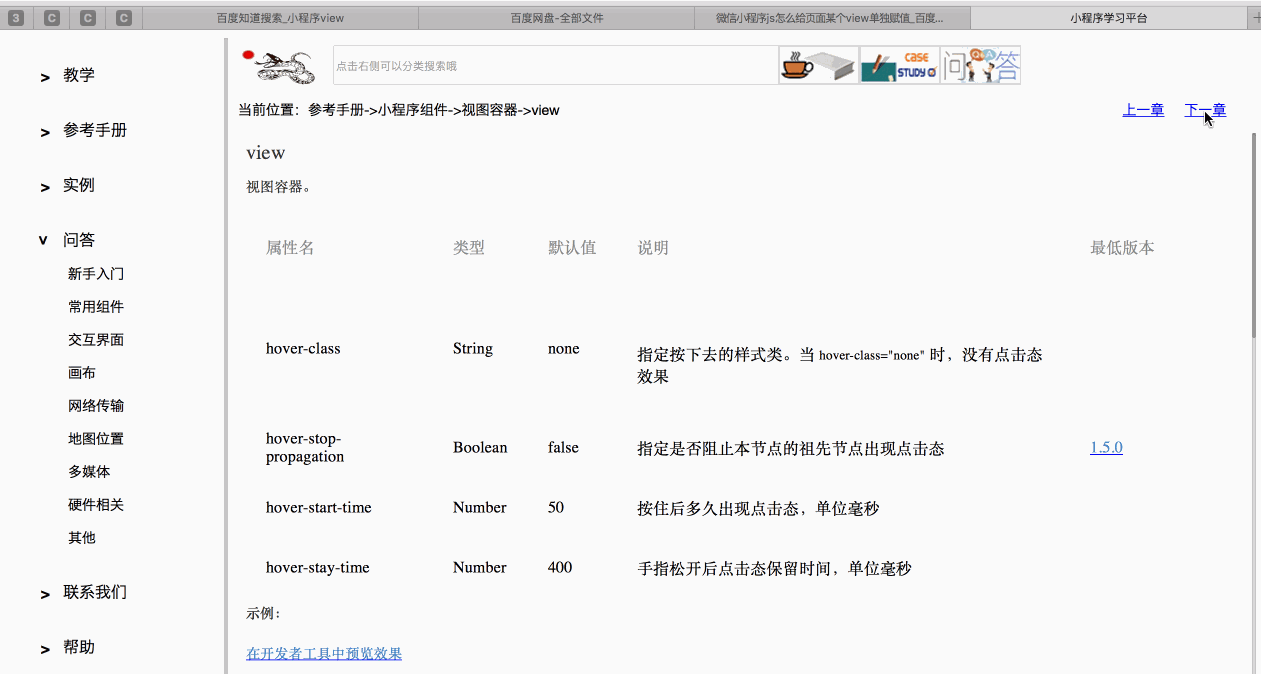 3 C C C 百度知道搜索_小程序view 百度网盘-全部文件 微信小程序js怎么给页面某个view单独赋值_百度... 小程序学习平台 +
点击右侧可以分类搜索哦 CASE STUDY 问 Q A 答
当前位置：参考手册->小程序组件->视图容器->view 上一章 下一章
> 教学
> 参考手册
> 实例
v 问答
新手入门
常用组件
交互界面
画布
网络传输
地图位置
多媒体
硬件相关
其他
> 联系我们
> 帮助
view
视图容器。
属性名 类型 默认值 说明 最低版本
hover-class String none 指定按下去的样式类。当 hover-class="none" 时，没有点击态
效果
hover-stop-
propagation Boolean false 指定是否阻止本节点的祖先节点出现点击态 1.5.0
hover-start-time Number 50 按住后多久出现点击态，单位毫秒
hover-stay-time Number 400 手指松开后点击态保留时间，单位毫秒
示例：
在开发者工具中预览效果